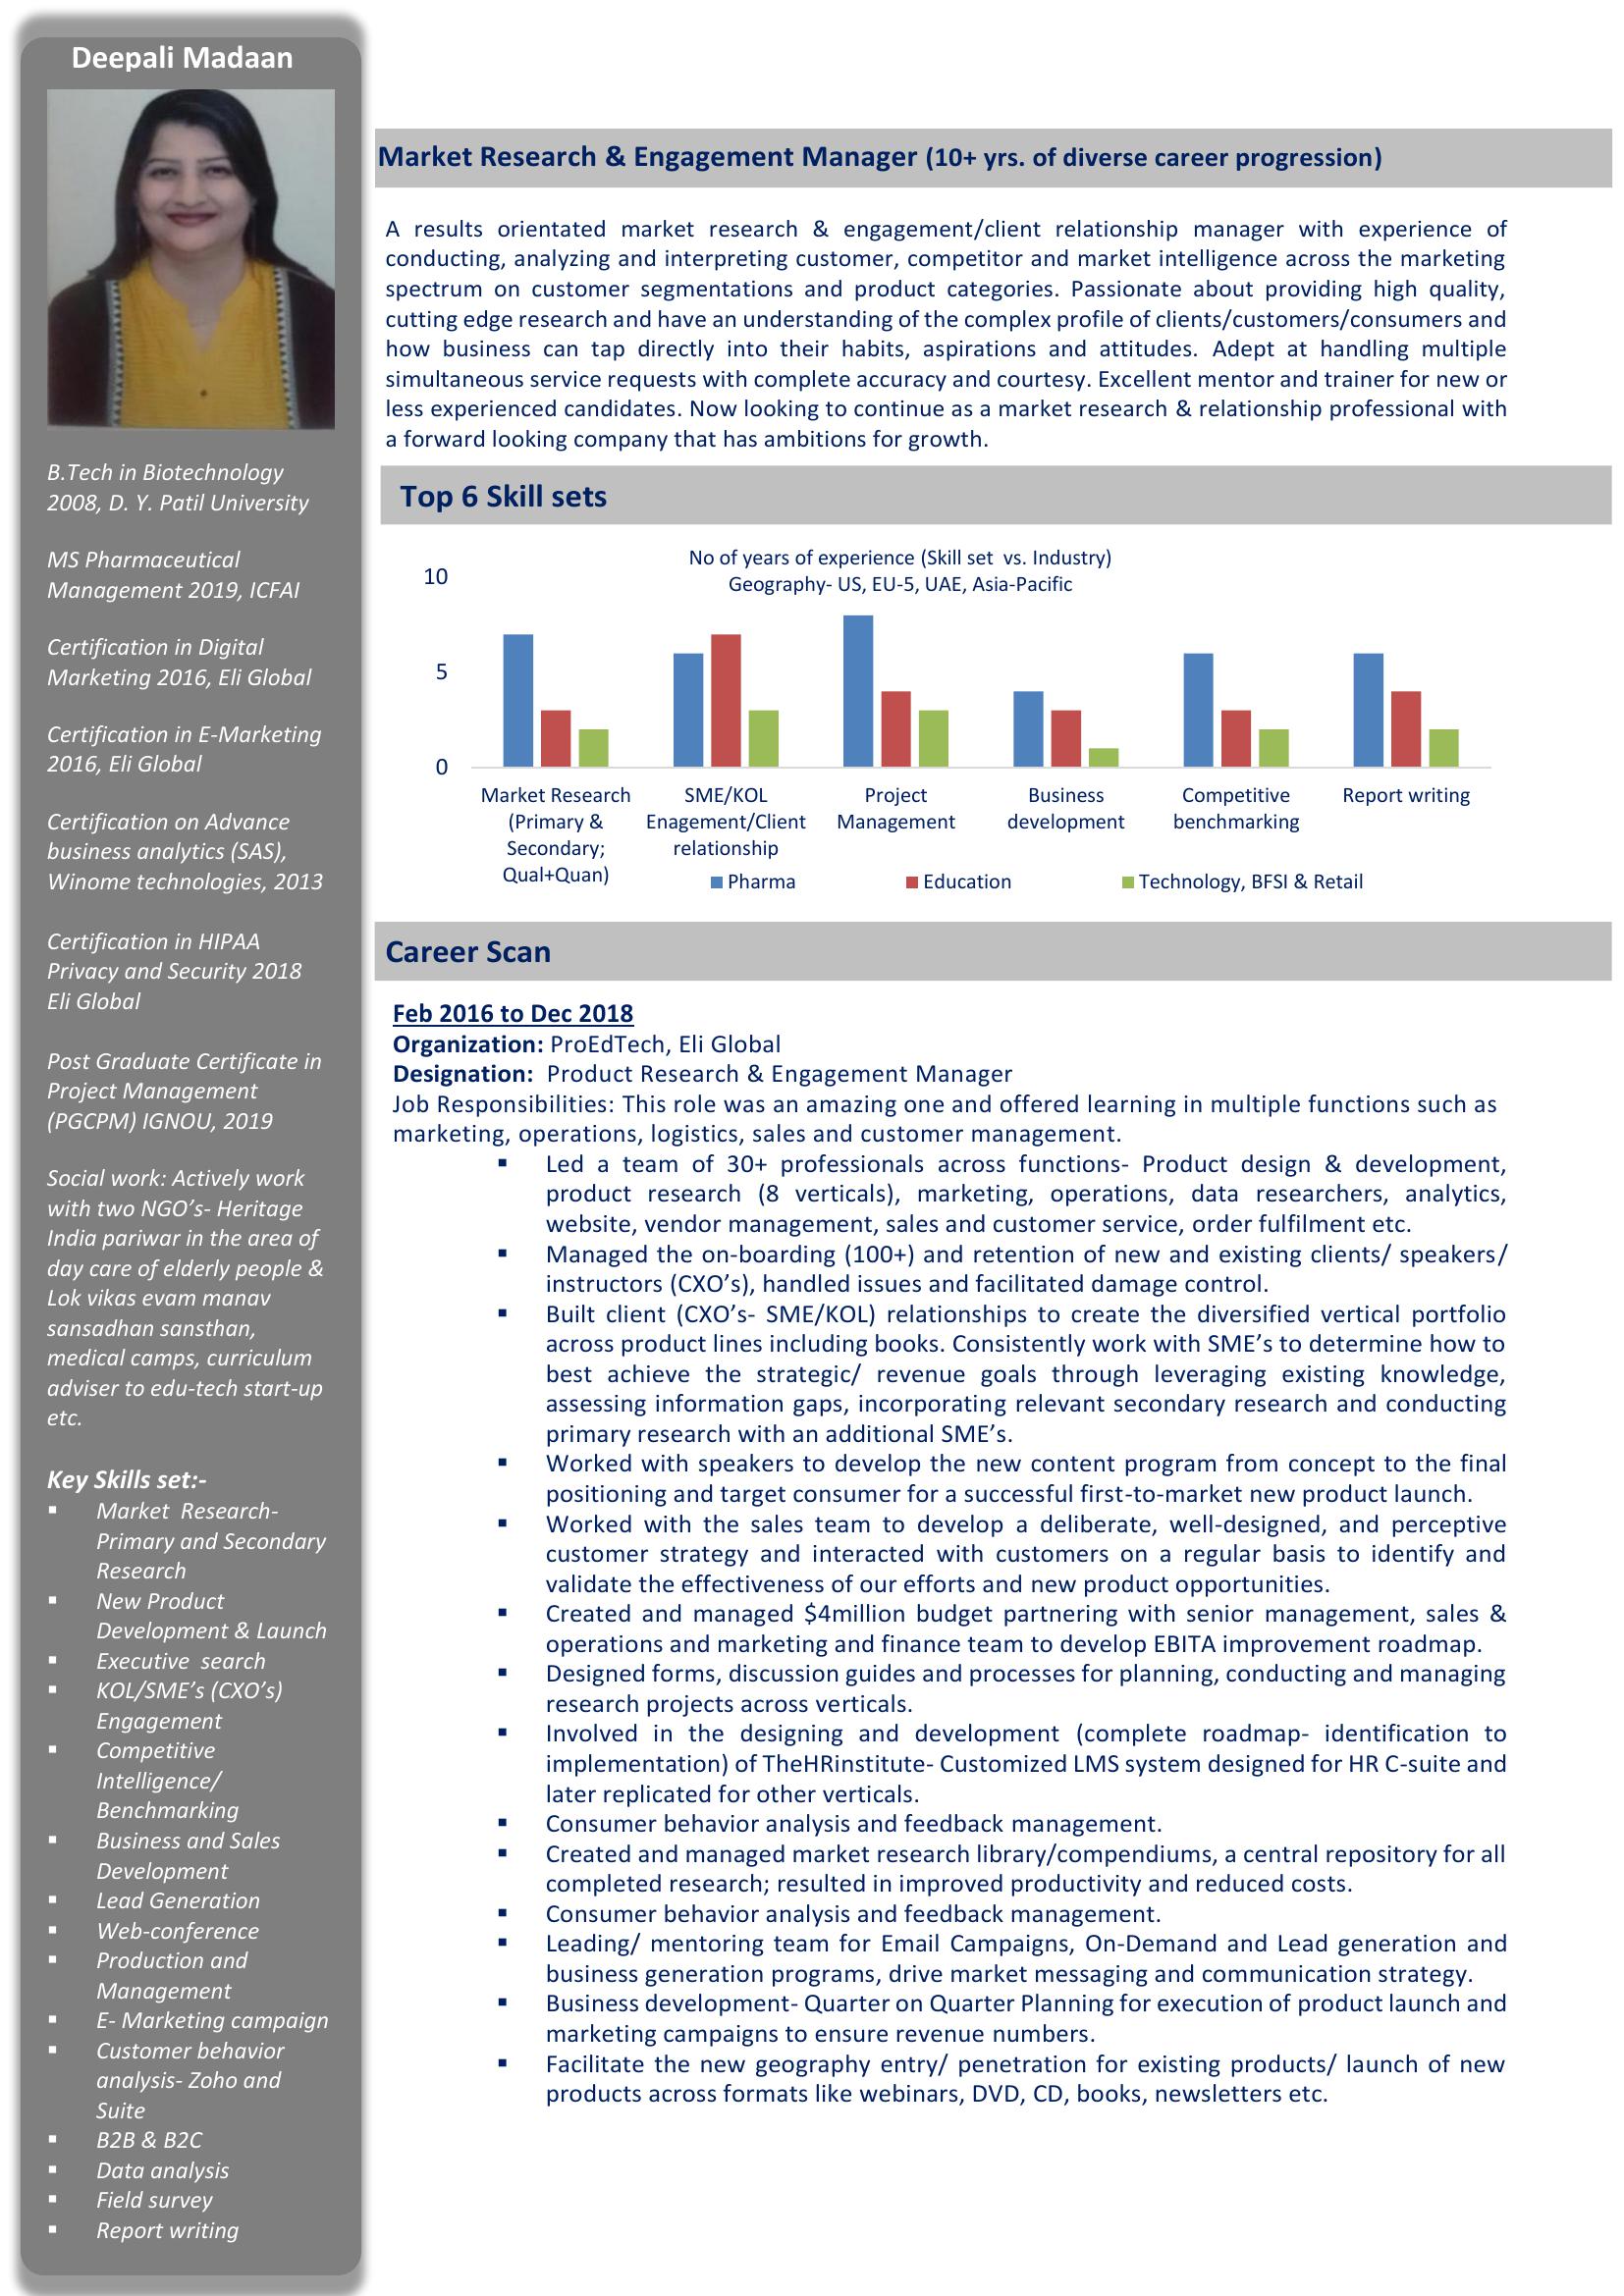 Deepali Madaan
B.Tech in Biotechnology
2008, D. Y. Patil University
MS Pharmaceutical
Management 2019, ICFAI
Certification in Digital
Marketing 2016, Eli Global
Certification in E-Marketing
2016, Eli Global
Certification on Advance
business analytics (SAS),
Winome technologies, 2013
Certification in HIPAA
Privacy and Security 2018
Eli Global
Post Graduate Certificate in
Project Management
(PGCPM) IGNOU, 2019
Social work: Actively work
with two NGO's- Heritage
India pariwar in the area of
day care of elderly people &
Lok vikas evam manav
sansadhan sansthan,
medical camps, curriculum
adviser to edu-tech start-up
etc.
Key Skills set:-
▪ Market Research-
Primary and Secondary
Research
▪ New Product
Development & Launch
▪ Executive search
▪ KOL/SME's (CXO's)
Engagement
▪ Competitive
Intelligence/
Benchmarking
▪ Business and Sales
Development
▪ Lead Generation
▪ Web-conference
▪ Production and
Management
▪ E- Marketing campaign
▪ Customer behavior
analysis- Zoho and
Suite
▪ B2B & B2C
▪ Data analysis
▪ Field survey
▪ Report writing
Market Research & Engagement Manager (10+ yrs. of diverse career progression)
A results orientated market research & engagement/client relationship manager with experience of
conducting, analyzing and interpreting customer, competitor and market intelligence across the marketing
spectrum on customer segmentations and product categories. Passionate about providing high quality,
cutting edge research and have an understanding of the complex profile of clients/customers/consumers and
how business can tap directly into their habits, aspirations and attitudes. Adept at handling multiple
simultaneous service requests with complete accuracy and courtesy. Excellent mentor and trainer for new or
less experienced candidates. Now looking to continue as a market research & relationship professional with
a forward looking company that has ambitions for growth.
Top 6 Skill sets
No of years of experience (Skill set vs. Industry)
Geography- US, EU-5, UAE, Asia-Pacific
10
5
0
Market Research
(Primary &
Secondary;
Qual+Quan)
SME/KOL
Enagement/Client
relationship
Project
Management
Business
development
Competitive
benchmarking
Report writing
Pharma
Education
Technology, BFSI & Retail
Career Scan
Feb 2016 to Dec 2018
Organization: ProEdTech, Eli Global
Designation: Product Research & Engagement Manager
Job Responsibilities: This role was an amazing one and offered learning in multiple functions such as
marketing, operations, logistics, sales and customer management.
▪ Led a team of 30+ professionals across functions- Product design & development,
product research (8 verticals), marketing, operations, data researchers, analytics,
website, vendor management, sales and customer service, order fulfilment etc.
▪ Managed the on-boarding (100+) and retention of new and existing clients/ speakers/
instructors (CXO's), handled issues and facilitated damage control.
▪ Built client (CXO's- SME/KOL) relationships to create the diversified vertical portfolio
across product lines including books. Consistently work with SME's to determine how to
best achieve the strategic/ revenue goals through leveraging existing knowledge,
assessing information gaps, incorporating relevant secondary research and conducting
primary research with an additional SME's.
▪ Worked with speakers to develop the new content program from concept to the final
positioning and target consumer for a successful first-to-market new product launch.
▪ Worked with the sales team to develop a deliberate, well-designed, and perceptive
customer strategy and interacted with customers on a regular basis to identify and
validate the effectiveness of our efforts and new product opportunities.
▪ Created and managed $4million budget partnering with senior management, sales &
operations and marketing and finance team to develop EBITA improvement roadmap.
▪ Designed forms, discussion guides and processes for planning, conducting and managing
research projects across verticals.
▪ Involved in the designing and development (complete roadmap- identification to
implementation) of TheHRinstitute- Customized LMS system designed for HR C-suite and
later replicated for other verticals.
▪ Consumer behavior analysis and feedback management.
▪ Created and managed market research library/compendiums, a central repository for all
completed research; resulted in improved productivity and reduced costs.
▪ Consumer behavior analysis and feedback management.
▪ Leading/ mentoring team for Email Campaigns, On-Demand and Lead generation and
business generation programs, drive market messaging and communication strategy.
▪ Business development- Quarter on Quarter Planning for execution of product launch and
marketing campaigns to ensure revenue numbers.
▪ Facilitate the new geography entry/ penetration for existing products/ launch of new
products across formats like webinars, DVD, CD, books, newsletters etc.